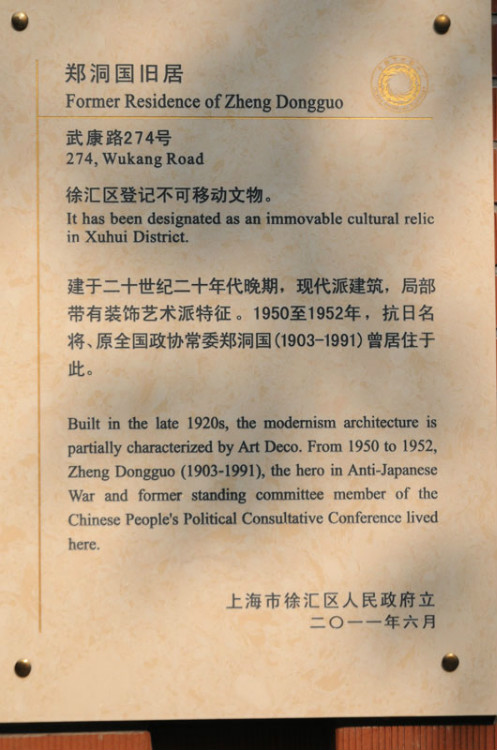 郑洞国旧居
Former Residence of Zheng Dongguo
武康路274号
274, Wukang Road
徐汇区登记不可移动文物。
It has been designated as an immovable cultural relic
in Xuhui District.
建于二十世纪二十年代晚期，现代派建筑，局部
带有装饰艺术派特征。1950至1952年，抗日名
将、原全国政协常委郑洞国(1903-1991)曾居住于
此。
Built in the late 1920s, the modernism architecture is
partially characterized by Art Deco. From 1950 to 1952,
Zheng Dongguo (1903-1991), the hero in Anti-Japanese
War and former standing committee member of the
Chinese People's Political Consultative Conference lived
here.
上海市徐汇区人民政府立
二〇一一年六月